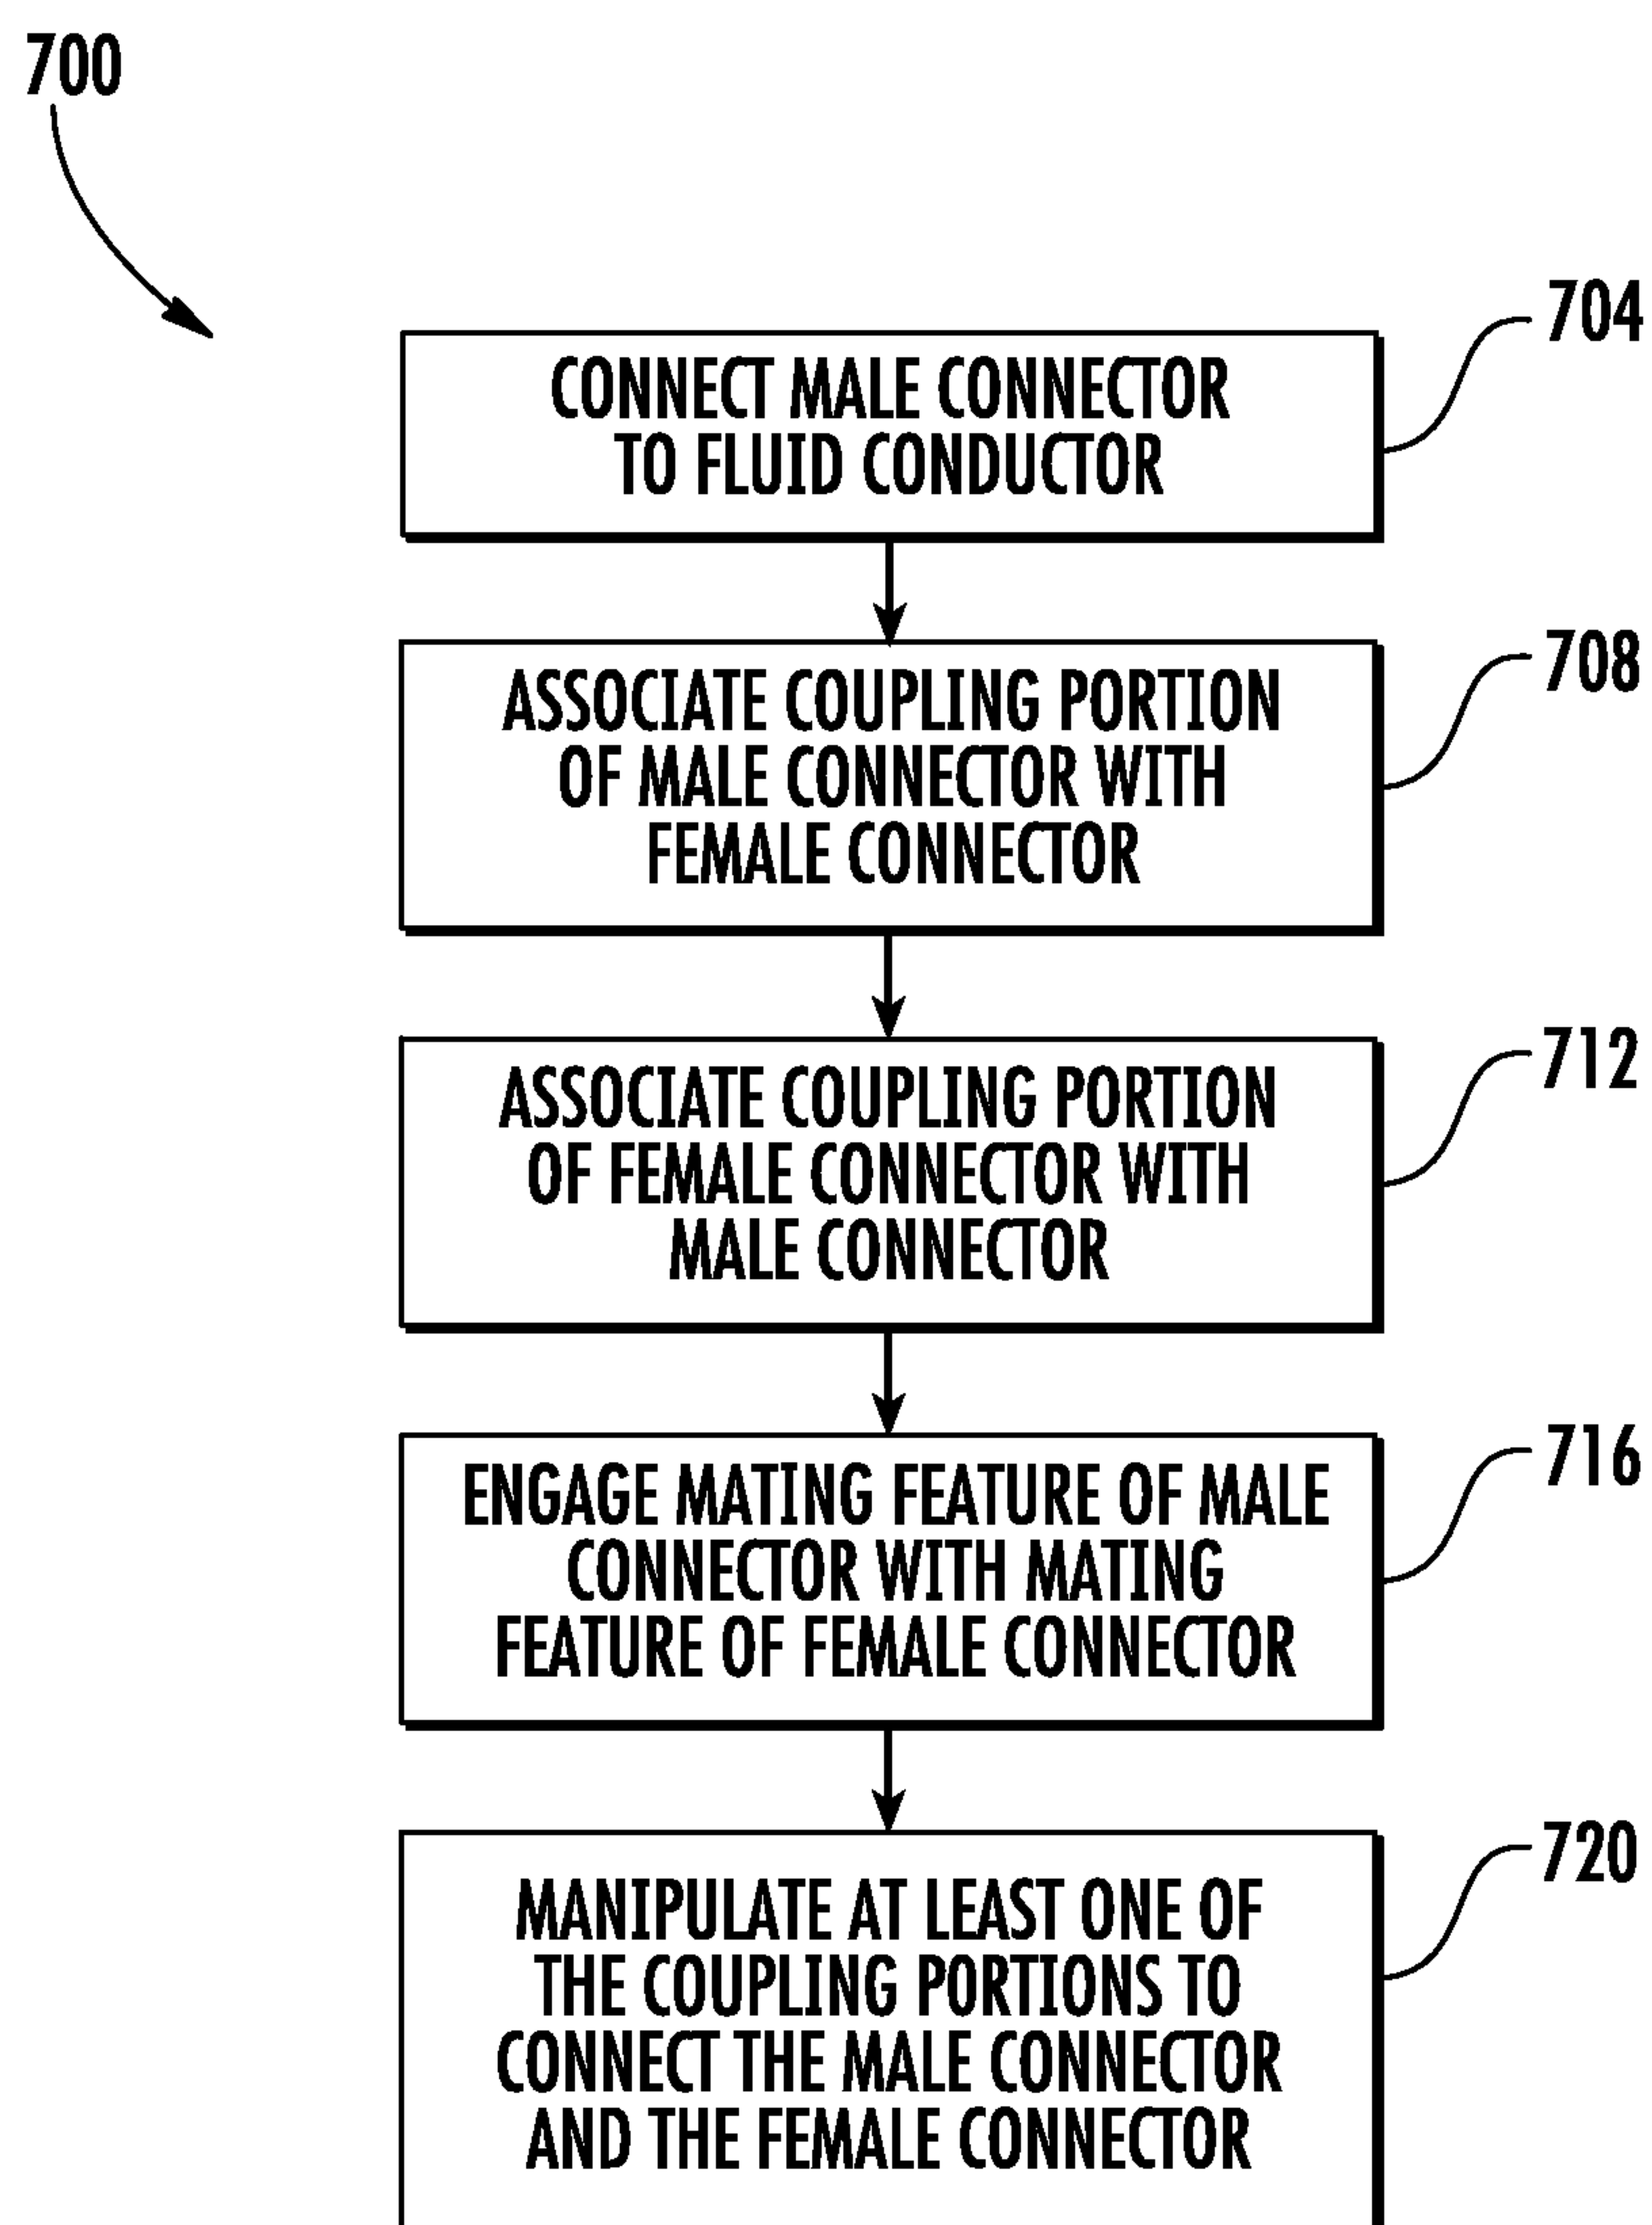 700
704
CONNECT MALE CONNECTOR
TO FLUID CONDUCTOR
708
ASSOCIATE COUPLING PORTION
OF MALE CONNECTOR WITH
FEMALE CONNECTOR
712
ASSOCIATE COUPLING PORTION
OF FEMALE CONNECTOR WITH
MALE CONNECTOR
716
ENGAGE MATING FEATURE OF MALE
CONNECTOR WITH MATING
FEATURE OF FEMALE CONNECTOR
720
MANIPULATE AT LEAST ONE OF
THE COUPLING PORTIONS TO
CONNECT THE MALE CONNECTOR
AND THE FEMALE CONNECTOR